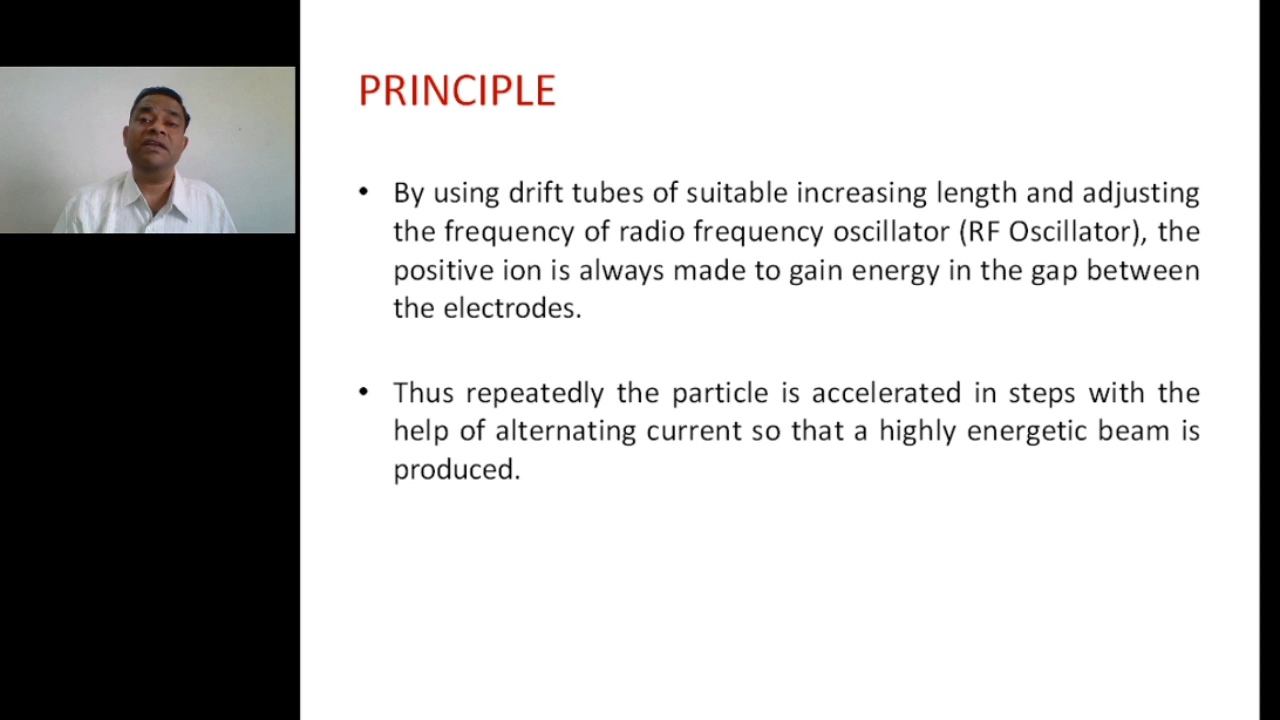 PRINCIPLE
• By using drift tubes of suitable increasing length and adjusting
the frequency of radio frequency oscillator (RF Oscillator), the
positive ion is always made to gain energy in the gap between
the electrodes.
• Thus repeatedly the particle is accelerated in steps with the
help of alternating current so that a highly energetic beam is
produced.